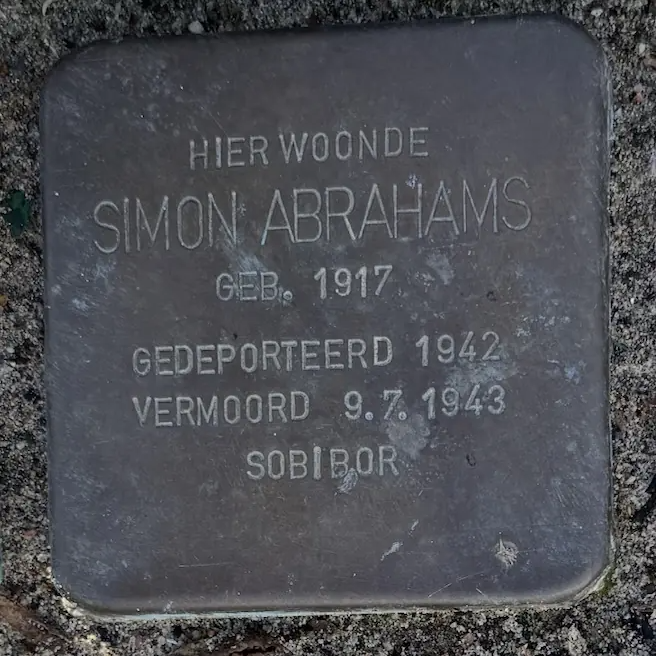 HIER WOONDE
SIMON ABRAHAMS
GEB. 1917
GEDEPORTEERD 1942
VERMOORD 9.7.1943
SOBIBOR